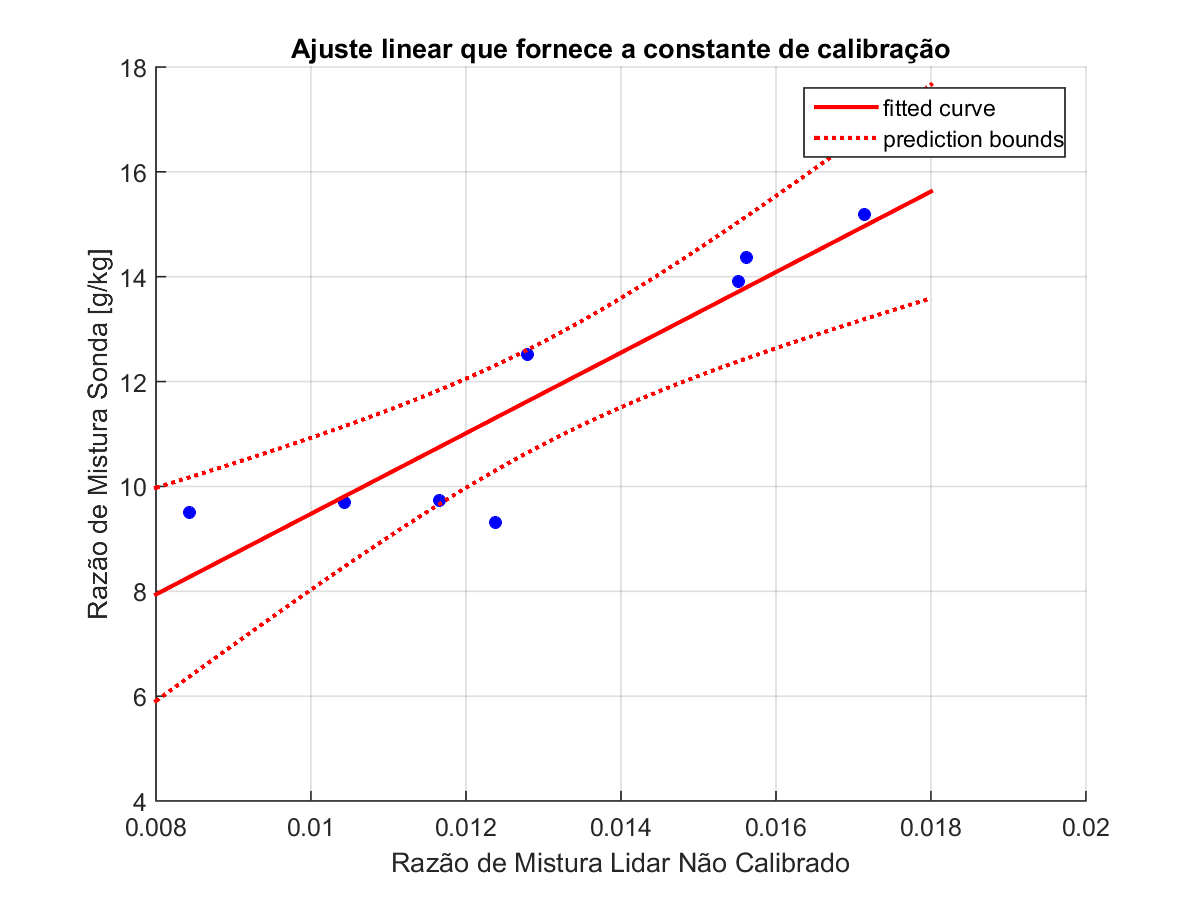 Ajuste linear que fornece a constante de calibração
fitted curve
prediction bounds
Razão de Mistura Sonda [g/kg]
18
16
14
12
10
8
6
4
0.008 0.01 0.012 0.014 0.016 0.018 0.02
Razão de Mistura Lidar Não Calibrado